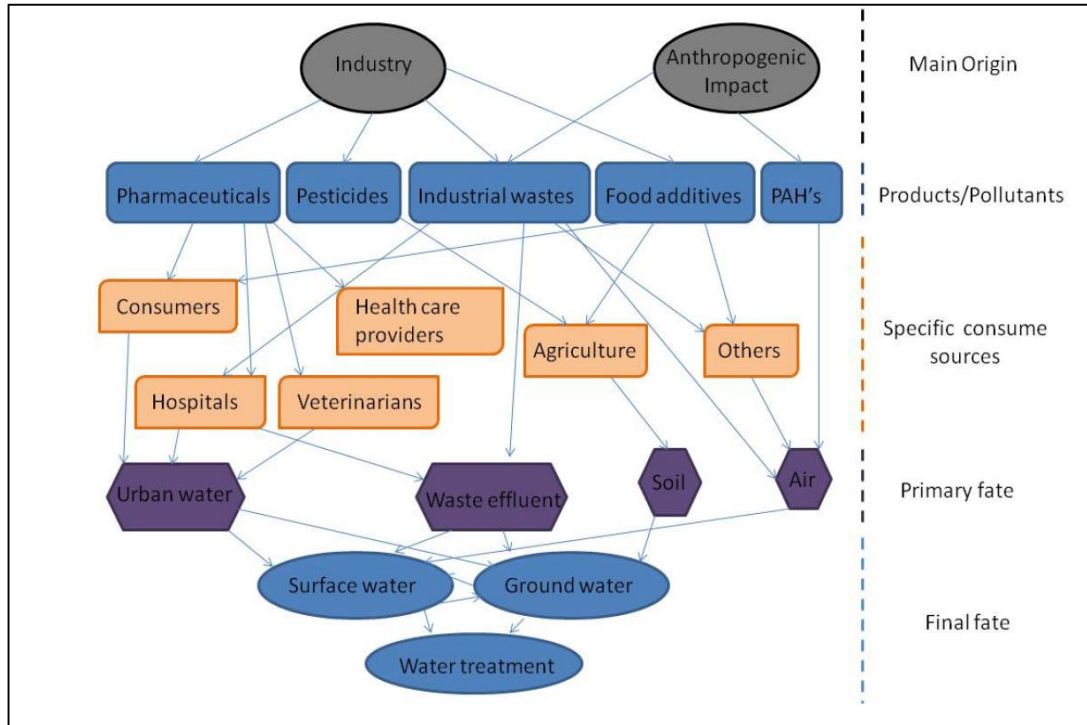 Industry
Anthropogenic
Impact
Main Origin
Pharmaceuticals
Pesticides
Industrial wastes
Food additives
PAH's
Products/Pollutants
Consumers
Health care
providers
Agriculture
Others
Specific consume
sources
Hospitals
Veterinarians
Urban water
Waste effluent
Soil
Air
Primary fate
Surface water
Ground water
Final fate
Water treatment